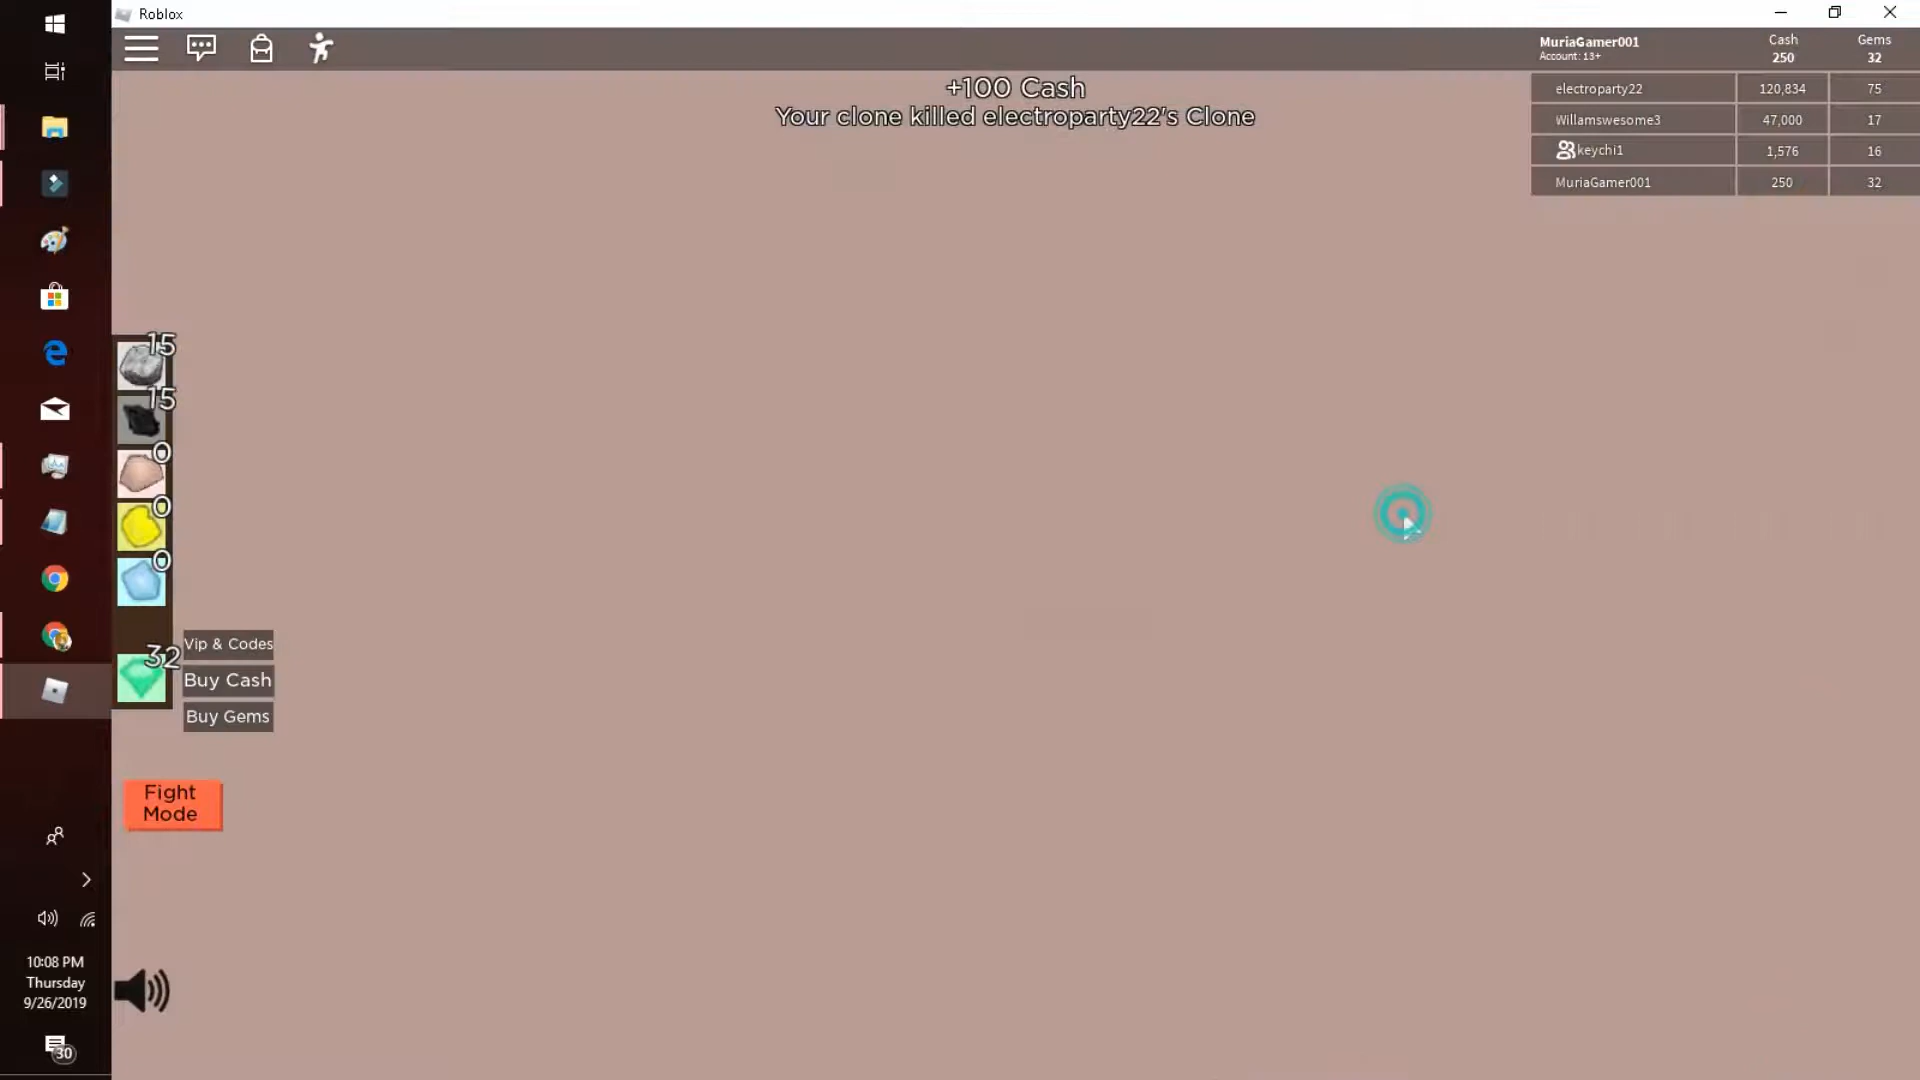 Roblox
MuriaGamer001
Account: 13+
Cash
250
Gems
32
electroparty22 120,834 75
Willamswesome3 47,000 17
keychi1 1,576 16
MuriaGamer001 250 32
+100 Cash
Your clone killed electroparty22's Clone
15
15
0
0
0
32
Vip & Codes
Buy Cash
Buy Gems
Fight
Mode
10:08 PM
Thursday
9/26/2019
30